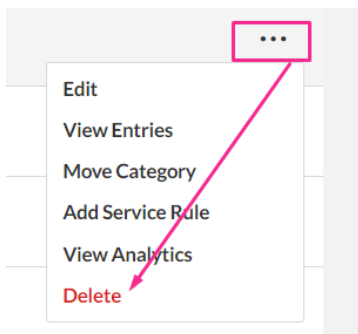 Edit
View Entries
Move Category
Add Service Rule
View Analytics
Delete